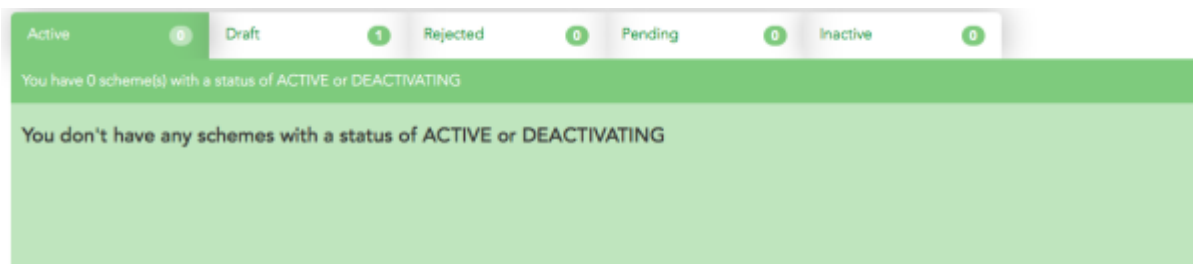 Active 0 Draft 1 Rejected 0 Pending 0 Inactive 0
You have 0 scheme(s) with a status of ACTIVE or DEACTIVATING
You don't have any schemes with a status of ACTIVE or DEACTIVATING